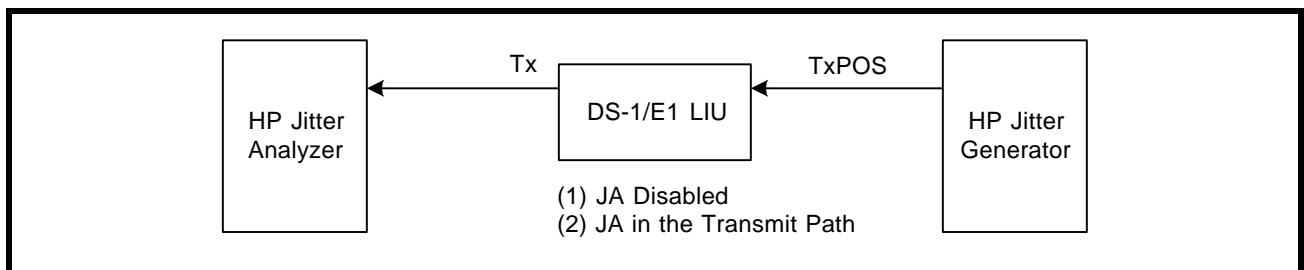 Tx
TxPOS
HP Jitter
Analyzer
DS-1/E1 LIU
HP Jitter
Generator
(1) JA Disabled
(2) JA in the Transmit Path